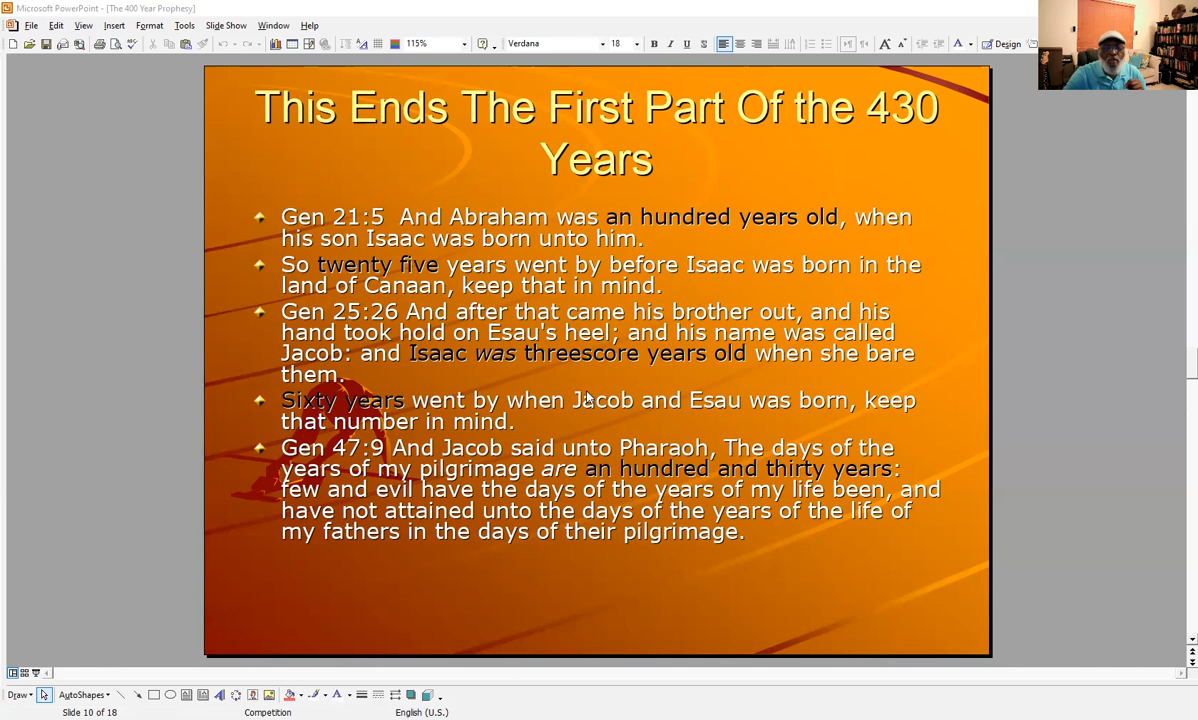 Microsoft PowerPoint - [The 400 Year Prophesy]
File Edit View Insert Format Tools Slide Show Window Help
115% Verdana 18 B I U S A A A Design
This Ends The First Part Of the 430
Years
Gen 21:5 And Abraham was an hundred years old, when
his son Isaac was born unto him.
So twenty five years went by before Isaac was born in the
land of Canaan, keep that in mind.
Gen 25:26 And after that came his brother out, and his
hand took hold on Esau's heel; and his name was called
Jacob: and Isaac was threescore years old when she bare
them.
Sixty years went by when Jacob and Esau was born, keep
that number in mind.
Gen 47:9 And Jacob said unto Pharaoh, The days of the
years of my pilgrimage are an hundred and thirty years:
few and evil have the days of the years of my life been, and
have not attained unto the days of the years of the life of
my fathers in the days of their pilgrimage.
Draw AutoShapes A
Slide 10 of 18 Competition English (U.S.)